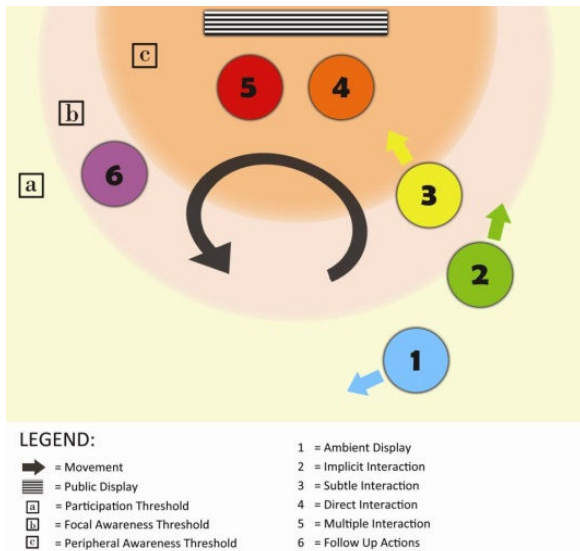 c
5
4
b
6
3
a
2
1
LEGEND:
= Movement
= Public Display
a = Participation Threshold
b = Focal Awareness Threshold
c = Peripheral Awareness Threshold
1 = Ambient Display
2 = Implicit Interaction
3 = Subtle Interaction
4 = Direct Interaction
5 = Multiple Interaction
6 = Follow Up Actions